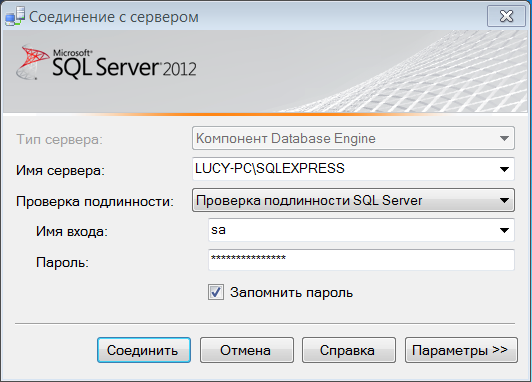 Соединение с сервером
Microsoft
SQL Server 2012
Тип сервера: Компонент Database Engine
Имя сервера: LUCY-PC\SQLEXPRESS
Проверка подлинности: Проверка подлинности SQL Server
Имя входа: sa
Пароль: ***************
Запомнить пароль
Соединить Отмена Справка Параметры >>